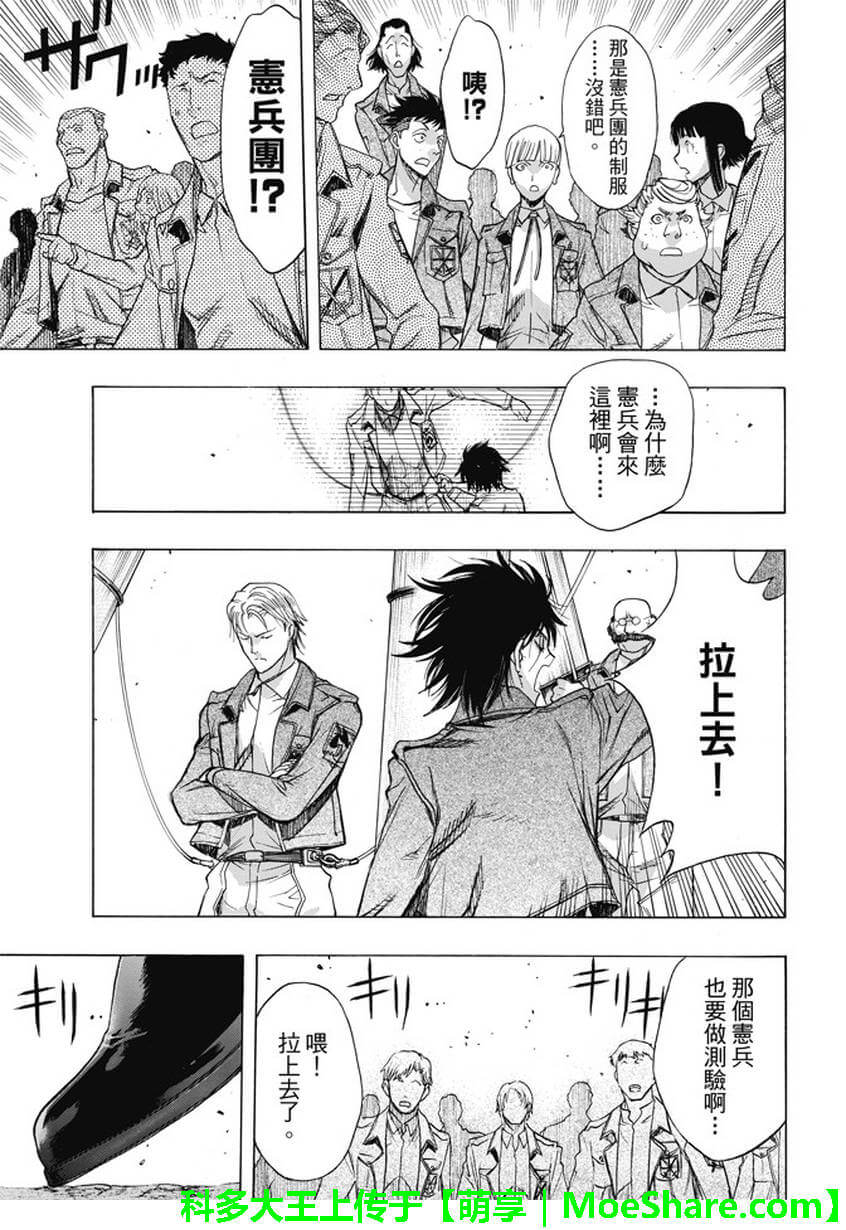 那是憲兵團的制服
……沒錯吧。
咦!?
憲兵團!?
ザワッ
…為什麼
憲兵會來
這裡啊……
拉上去！
那個憲兵
也要做測驗啊…
キリ
キリ
喂！
拉上去了。
キリ
科多大王上传于【萌享｜MoeShare.com】